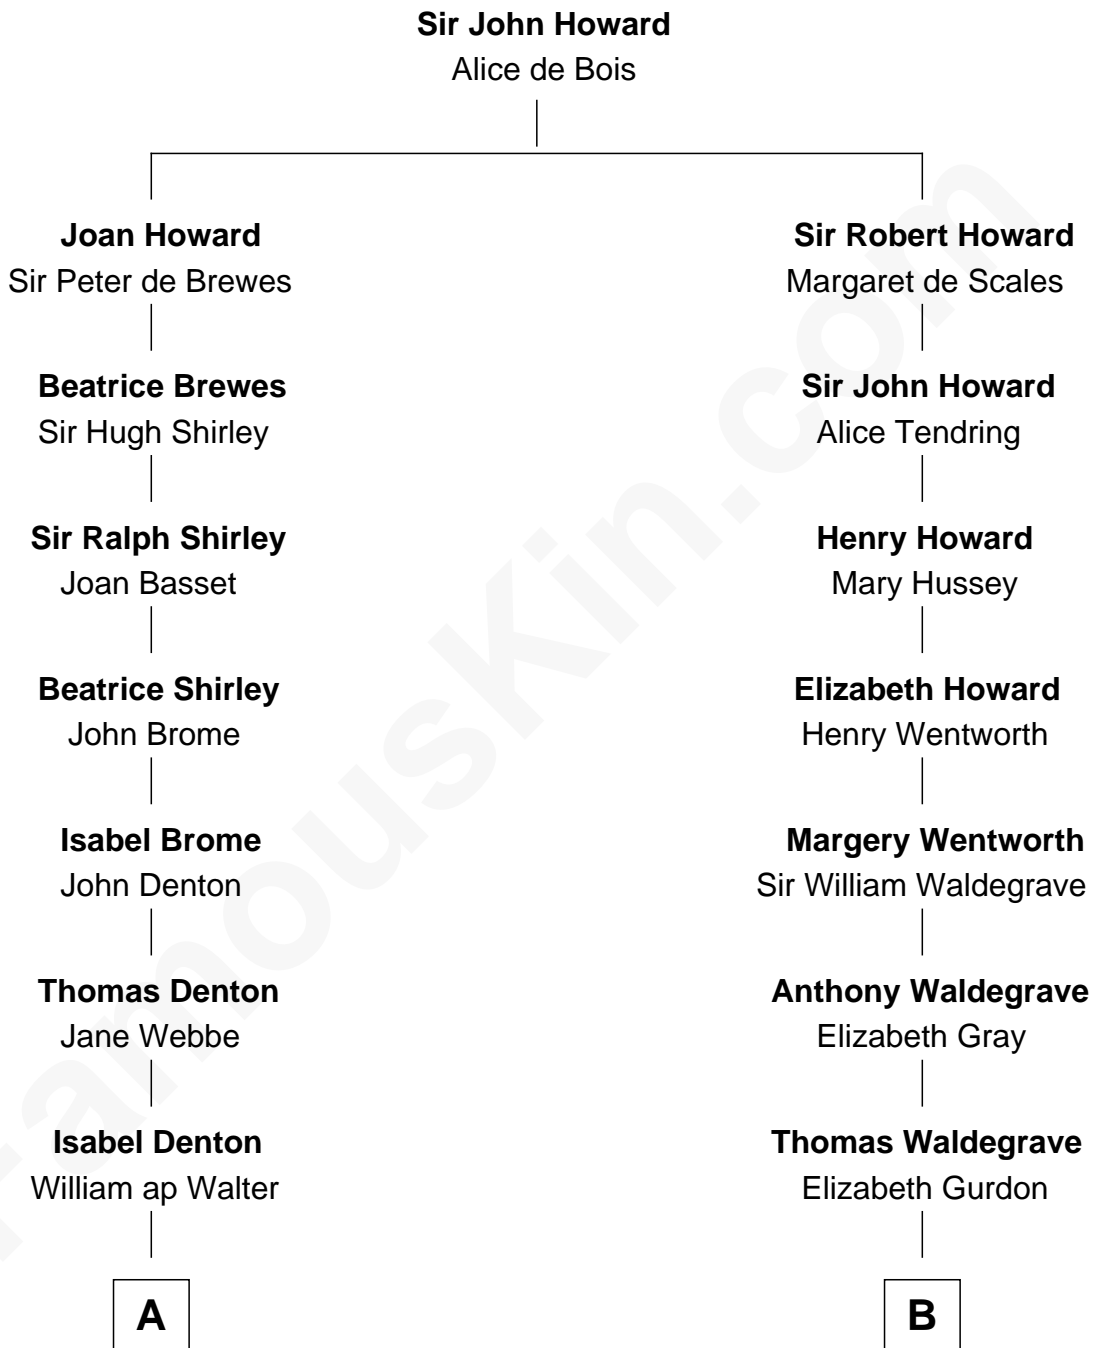 Sir John Howard
Alice de Bois
Joan Howard
Sir Peter de Brewes
Sir Robert Howard
Margaret de Scales
Beatrice Brewes
Sir Hugh Shirley
Sir John Howard
Alice Tendring
Sir Ralph Shirley
Joan Basset
Henry Howard
Mary Hussey
Beatrice Shirley
John Brome
Elizabeth Howard
Henry Wentworth
Isabel Brome
John Denton
Margery Wentworth
Sir William Waldegrave
Thomas Denton
Jane Webbe
Anthony Waldegrave
Elizabeth Gray
Isabel Denton
William ap Walter
Thomas Waldegrave
Elizabeth Gurdon
A
B
FamousKin.com